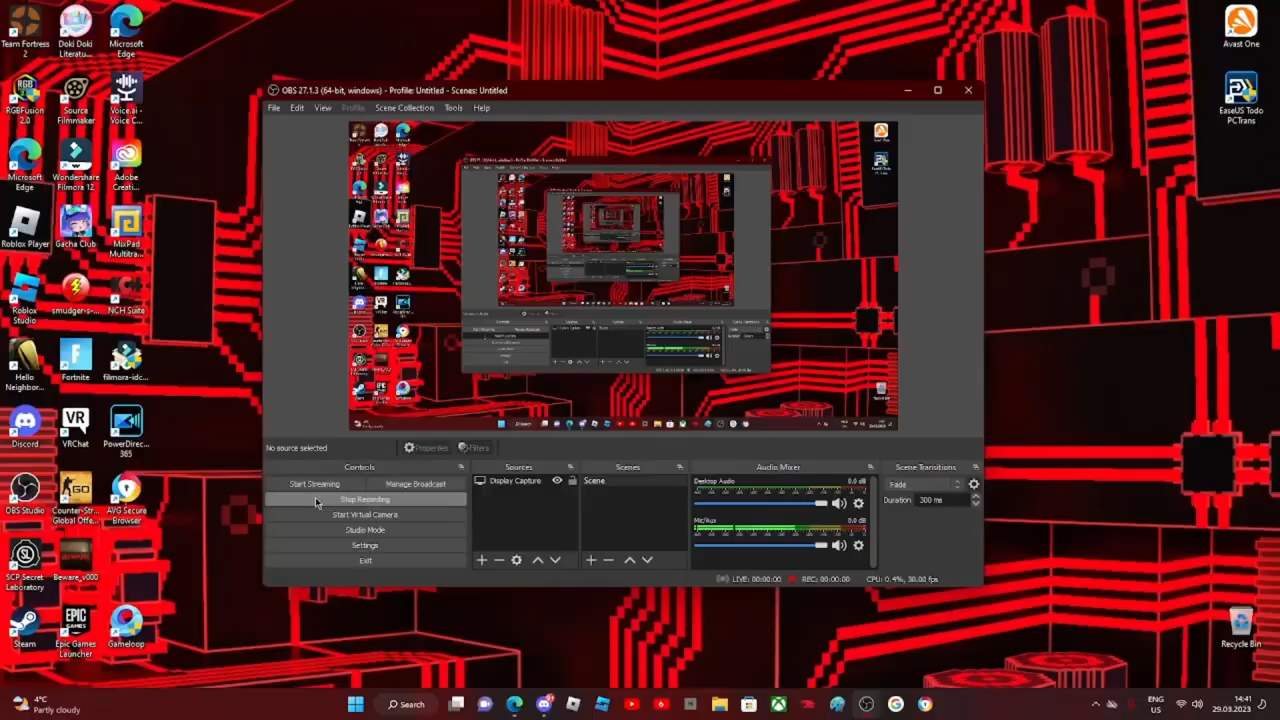 Team Fortress
2
Doki Doki
Literatu...
Microsoft
Edge
RGBFusion
2.0
Source
Filmmaker
Voice.ai -
Voice C...
Microsoft
Edge
Wondershare
Filmora 12
Adobe
Creati...
Roblox Player
Gacha Club
MixPad
Multitra...
Roblox
Studio
smudger-s-...
NCH Suite
Hello
Neighbor...
Fortnite
filmora-idc...
Discord
VRChat
PowerDirec...
365
OBS Studio
Counter-Str...
Global Offe...
AVG Secure
Browser
SCP Secret
Laboratory
Beware_v000
Steam
Epic Games
Launcher
Gameloop
Avast One
EaseUS Todo
PCTrans
Recycle Bin
OBS 27.1.3 (64-bit, windows) - Profile: Untitled - Scenes: Untitled
File Edit View Profile Scene Collection Tools Help
No source selected
Properties
Filters
Controls
Start Streaming
Manage Broadcast
Stop Recording
Start Virtual Camera
Studio Mode
Settings
Exit
Sources
Display Capture
Scenes
Scene
Audio Mixer
Desktop Audio
0.0 dB
Mic/Aux
0.0 dB
Scene Transitions
Fade
Duration
300 ms
LIVE: 00:00:00
REC: 00:00:00
CPU: 0.4%, 30.00 fps
4°C
Partly cloudy
Search
ENG
US
14:41
29.03.2023